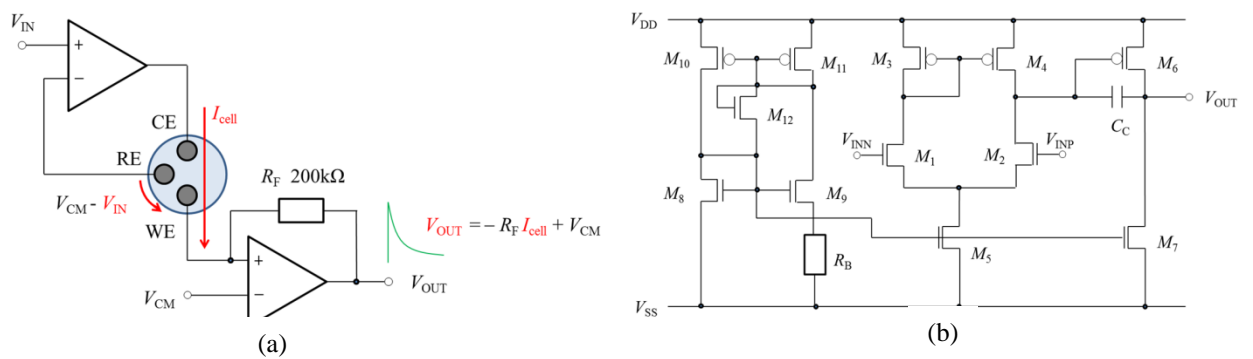 V_IN
+
−
CE
I_cell
RE
V_CM - V_IN
WE
R_F 200kΩ
V_OUT = − R_F I_cell + V_CM
+
−
V_CM
V_OUT
(a)
V_DD
M_10
M_11
M_3
M_4
M_6
M_12
C_C
V_OUT
V_INN
M_1
M_2
V_INP
M_8
M_9
M_5
M_7
R_B
V_SS
(b)